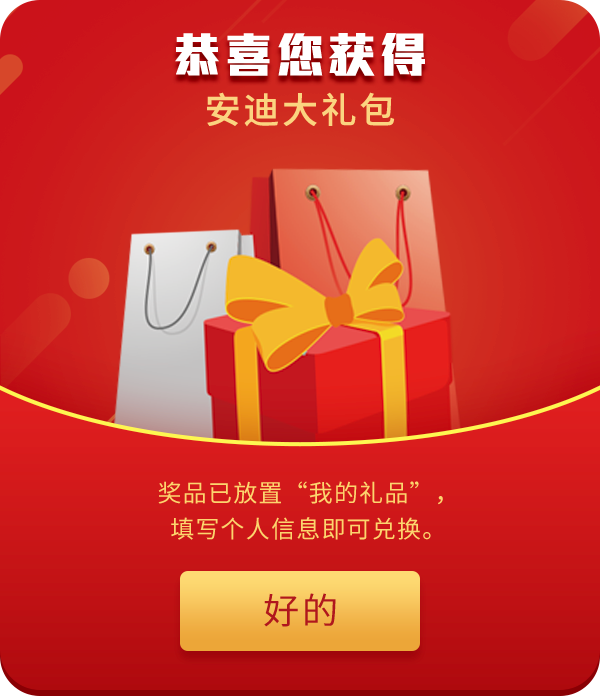 恭喜您获得
安迪大礼包
奖品已放置“我的礼品”，
填写个人信息即可兑换。
好的